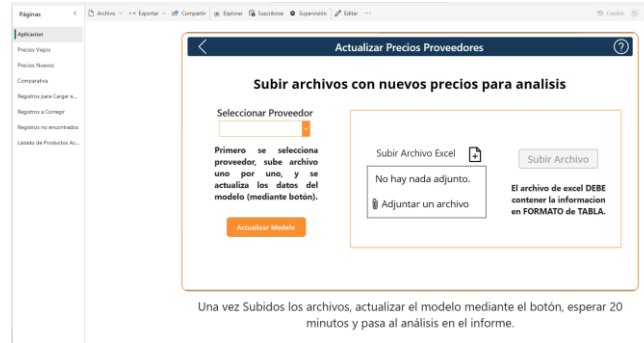 Páginas
Archivo
Exportar
Compartir
Explorar
Suscribirse
Supervisión
Editar
Copilot
Aplicacion
Precios Viejos
Precios Nuevos
Comparativa
Registros para Cargar e...
Registros a Corregir
Registros no encontrados
Listado de Productos Ac...
Actualizar Precios Proveedores
Subir archivos con nuevos precios para analisis
Seleccionar Proveedor
Primero se selecciona
proveedor, sube archivo
uno por uno, y se
actualiza los datos del
modelo (mediante botón).
Actualizar Modelo
Subir Archivo Excel
No hay nada adjunto.
Adjuntar un archivo
Subir Archivo
El archivo de excel DEBE
contener la informacion
en FORMATO de TABLA.
Una vez Subidos los archivos, actualizar el modelo mediante el botón, esperar 20
minutos y pasa al análisis en el informe.